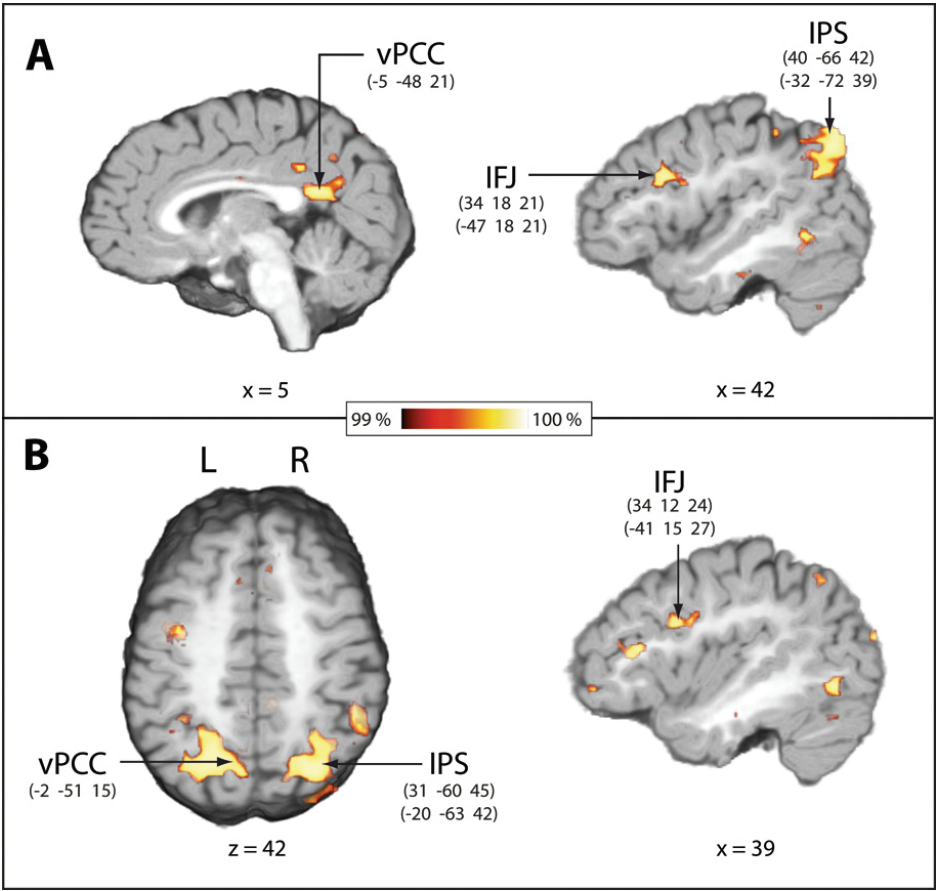 A
vPCC
(-5 -48 21)
IPS
(40 -66 42)
(-32 -72 39)
IFJ
(34 18 21)
(-47 18 21)
x = 5
x = 42
99 %
100 %
B
L
R
IFJ
(34 12 24)
(-41 15 27)
vPCC
(-2 -51 15)
IPS
(31 -60 45)
(-20 -63 42)
z = 42
x = 39